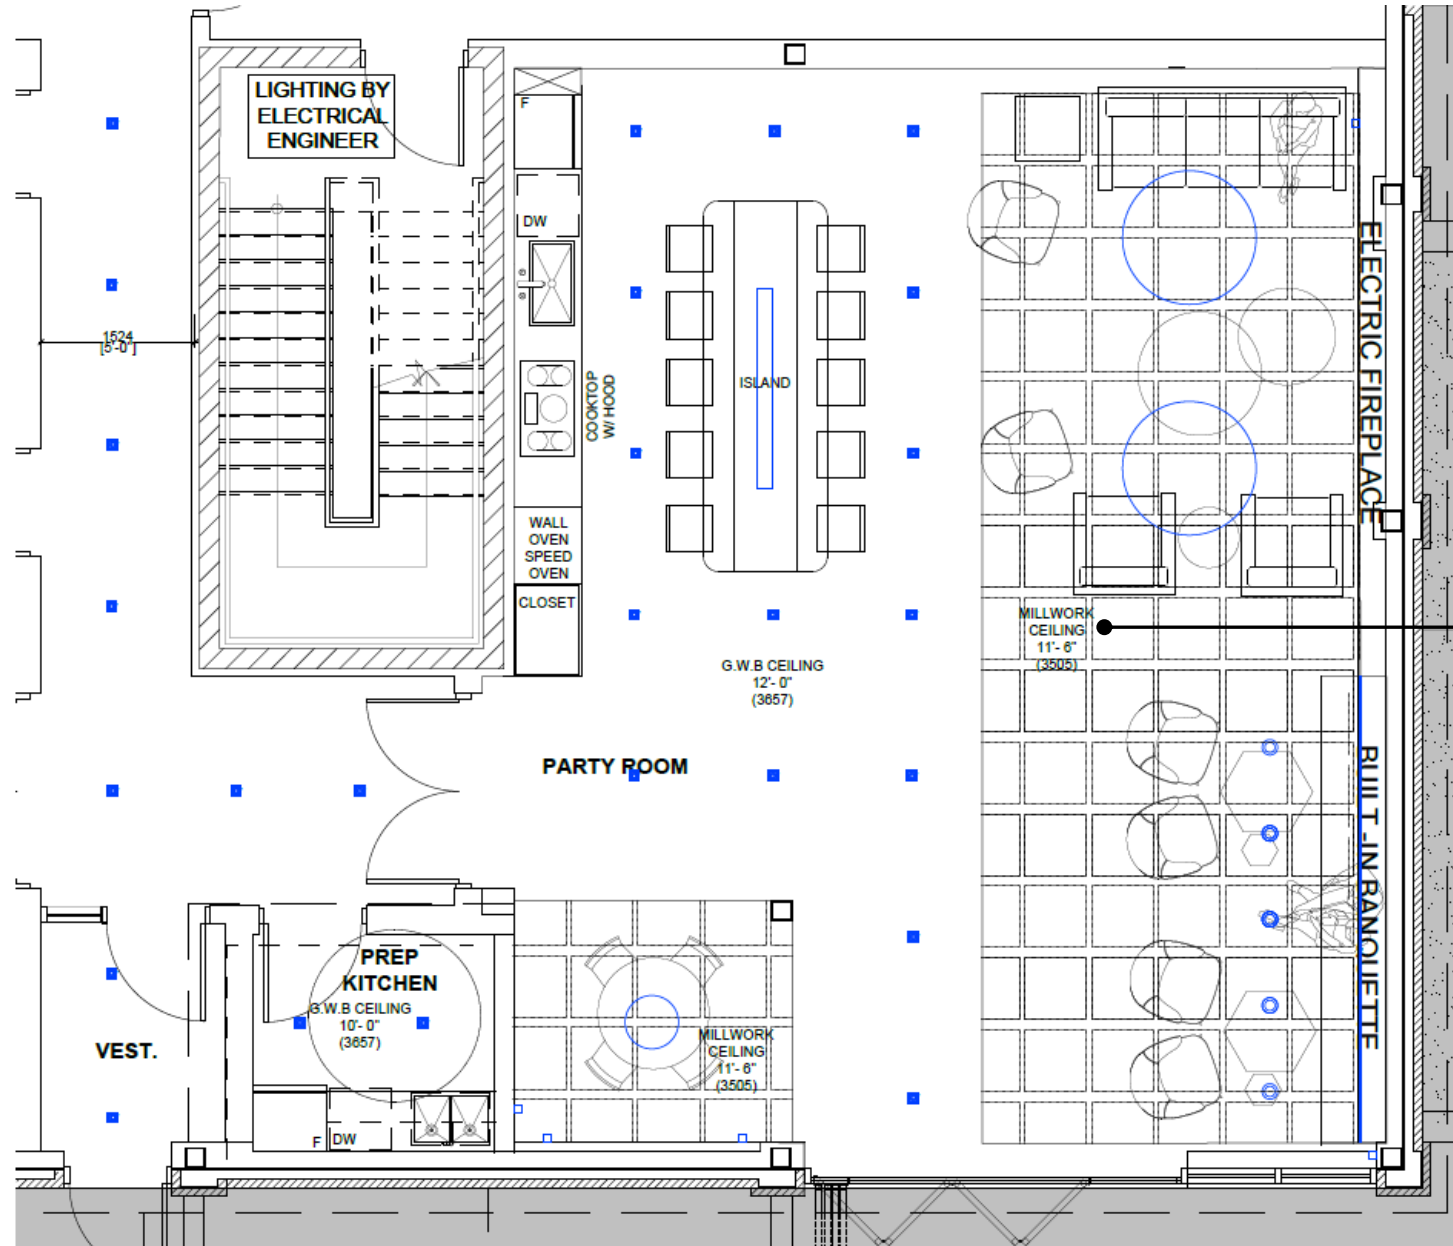 LIGHTING BY
ELECTRICAL
ENGINEER
F
DW
1524
[5'-0"]
COOKTOP
W/ HOOD
ISLAND
ELECTRIC FIREPLACE
WALL
OVEN
SPEED
OVEN
CLOSET
MILLWORK
CEILING
11'- 6"
(3505)
G.W.B CEILING
12'- 0"
(3657)
PARTY ROOM
BUILT -IN BANQUETTE
PREP
KITCHEN
G.W.B CEILING
10'- 0"
(3657)
VEST.
MILLWORK
CEILING
11'- 6"
(3505)
F
DW